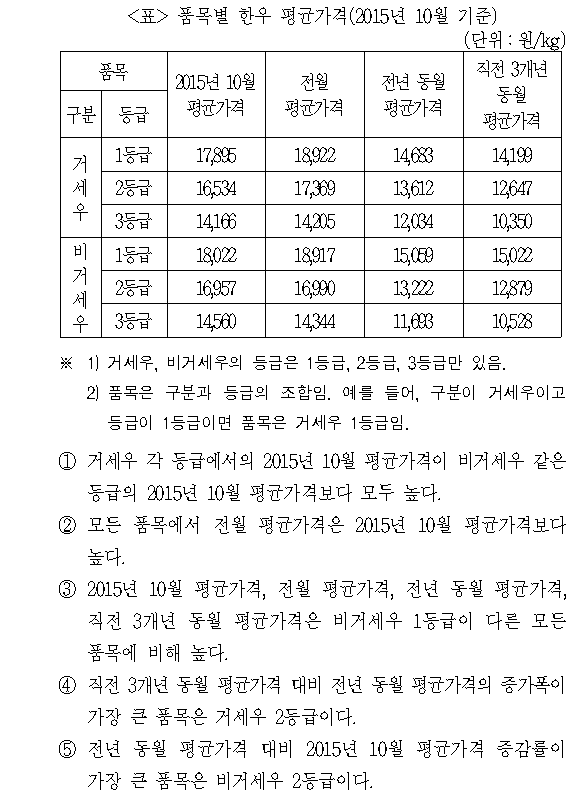 <표> 품목별 한우 평균가격(2015년 10월 기준)
(단위 : 원/kg)
품목
구분 등급
2015년 10월
평균가격
전월
평균가격
전년 동월
평균가격
직전 3개년
동월
평균가격
거세우
1등급 17,895 18,922 14,683 14,199
2등급 16,534 17,369 13,612 12,647
3등급 14,166 14,205 12,034 10,350
비거세우
1등급 18,022 18,917 15,059 15,022
2등급 16,957 16,990 13,222 12,879
3등급 14,560 14,344 11,693 10,528
※ 1) 거세우, 비거세우의 등급은 1등급, 2등급, 3등급만 있음.
2) 품목은 구분과 등급의 조합임. 예를 들어, 구분이 거세우이고
등급이 1등급이면 품목은 거세우 1등급임.
① 거세우 각 등급에서의 2015년 10월 평균가격이 비거세우 같은
등급의 2015년 10월 평균가격보다 모두 높다.
② 모든 품목에서 전월 평균가격은 2015년 10월 평균가격보다
높다.
③ 2015년 10월 평균가격, 전월 평균가격, 전년 동월 평균가격,
직전 3개년 동월 평균가격은 비거세우 1등급이 다른 모든
품목에 비해 높다.
④ 직전 3개년 동월 평균가격 대비 전년 동월 평균가격의 증가폭이
가장 큰 품목은 거세우 2등급이다.
⑤ 전년 동월 평균가격 대비 2015년 10월 평균가격 증감률이
가장 큰 품목은 비거세우 2등급이다.